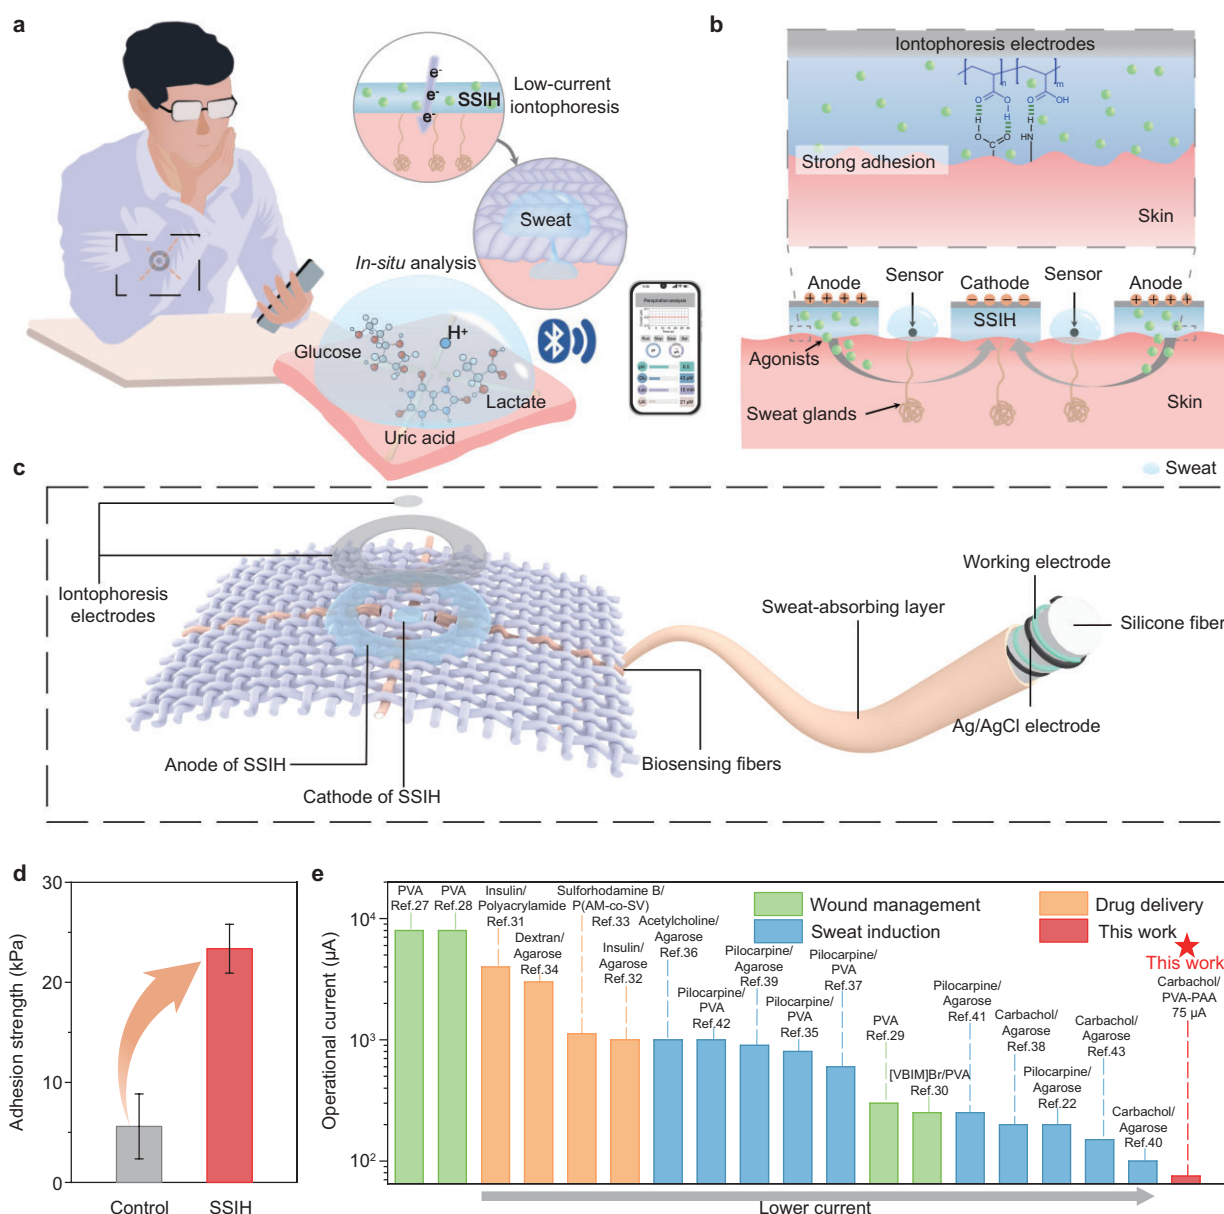 a
e-
e-
SSIH
e-
Low-current
iontophoresis
Sweat
In-situ analysis
H+
Glucose
Lactate
Uric acid
Perspiration analysis
b
Iontophoresis electrodes
n
m
O
O
O
OH
H
H
H
O
C
O
HN
Strong adhesion
Skin
Anode
Sensor
Cathode
Sensor
Anode
+ + + +
− − − −
+ + + +
SSIH
Agonists
Sweat glands
Skin
Sweat
c
Iontophoresis
electrodes
Anode of SSIH
Cathode of SSIH
Biosensing fibers
Sweat-absorbing layer
Working electrode
Silicone fiber
Ag/AgCl electrode
d
Adhesion strength (kPa)
30
20
10
0
Control
SSIH
e
Operational current (µA)
10⁴
10³
10²
PVA
Ref.27
PVA
Ref.28
Insulin/
Polyacrylamide
Ref.31
Dextran/
Agarose
Ref.34
Sulforhodamine B/
P(AM-co-SV)
Ref.33
Insulin/
Agarose
Ref.32
Acetylcholine/
Agarose
Ref.36
Pilocarpine/
PVA
Ref.42
Pilocarpine/
Agarose
Ref.39
Pilocarpine/
PVA
Ref.35
Pilocarpine/
PVA
Ref.37
PVA
Ref.29
[VBIM]Br/PVA
Ref.30
Pilocarpine/
Agarose
Ref.41
Carbachol/
Agarose
Ref.38
Pilocarpine/
Agarose
Ref.22
Carbachol/
Agarose
Ref.43
Carbachol/
Agarose
Ref.40
This work
Carbachol/
PVA-PAA
75 µA
Wound management
Sweat induction
Drug delivery
This work
Lower current